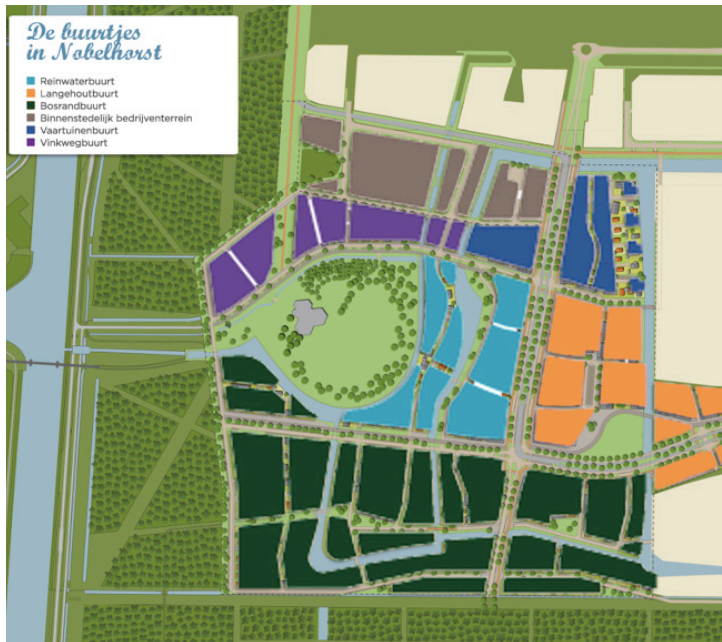 De buurtjes
in Nobelhorst
Reinwaterbuurt
Langehoutbuurt
Bosrandbuurt
Binnenstedelijk bedrijventerrein
Vaartuinenbuurt
Vinkwegbuurt